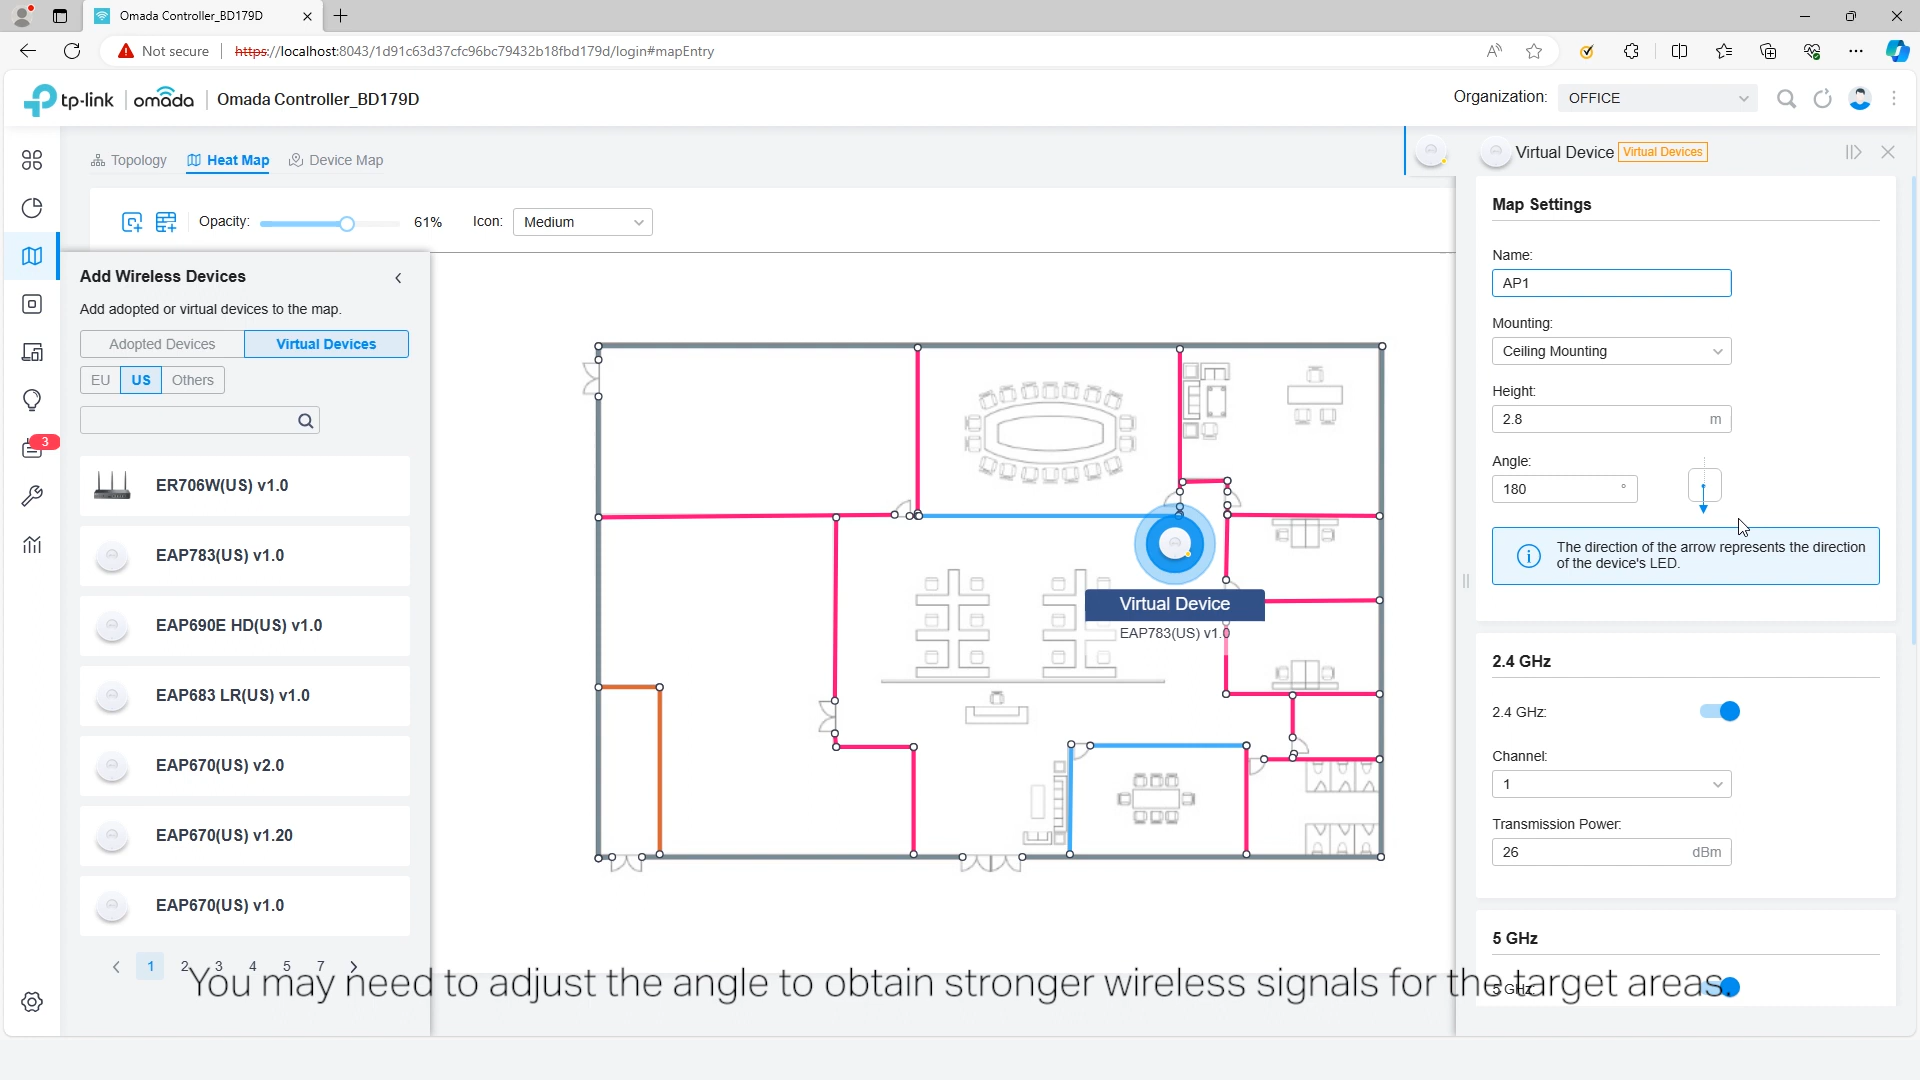 Omada Controller_BD179D
Not secure
https://localhost:8043/1d91c63d37cfc96bc79432b18fbd179d/login#mapEntry
tp-link | omada | Omada Controller_BD179D
Organization: OFFICE
Topology Heat Map Device Map
Opacity: 61% Icon: Medium
Add Wireless Devices
Add adopted or virtual devices to the map.
Adopted Devices Virtual Devices
EU US Others
3
ER706W(US) v1.0
EAP783(US) v1.0
EAP690E HD(US) v1.0
EAP683 LR(US) v1.0
EAP670(US) v2.0
EAP670(US) v1.20
EAP670(US) v1.0
1 2 3 4 5 7
Virtual Device
EAP783(US) v1.0
Virtual Device Virtual Devices
Map Settings
Name:
AP1
Mounting:
Ceiling Mounting
Height:
2.8 m
Angle:
180 °
The direction of the arrow represents the direction
of the device's LED.
2.4 GHz
2.4 GHz:
Channel:
1
Transmission Power:
26 dBm
5 GHz
5 GHz:
You may need to adjust the angle to obtain stronger wireless signals for the target areas.